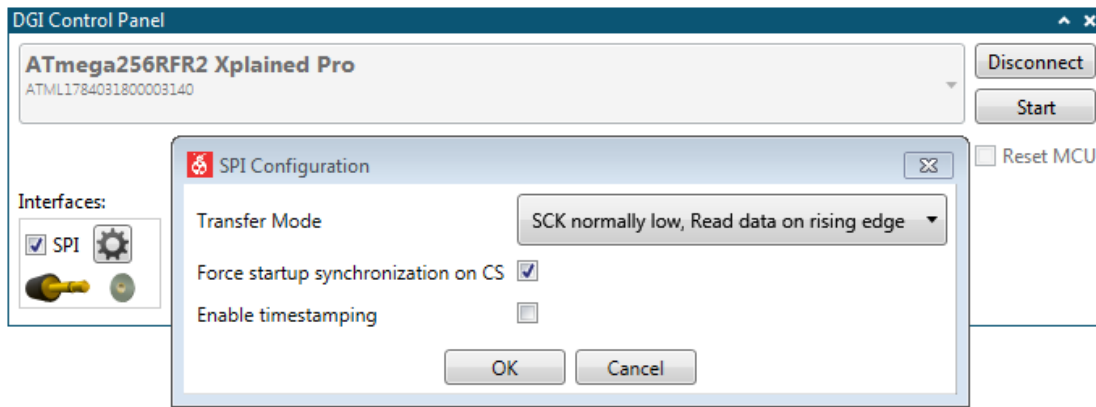 DGI Control Panel
ATmega256RFR2 Xplained Pro
ATML1784031800003140
Disconnect
Start
Reset MCU
Interfaces:
SPI
SPI Configuration
Transfer Mode
SCK normally low, Read data on rising edge
Force startup synchronization on CS
Enable timestamping
OK
Cancel